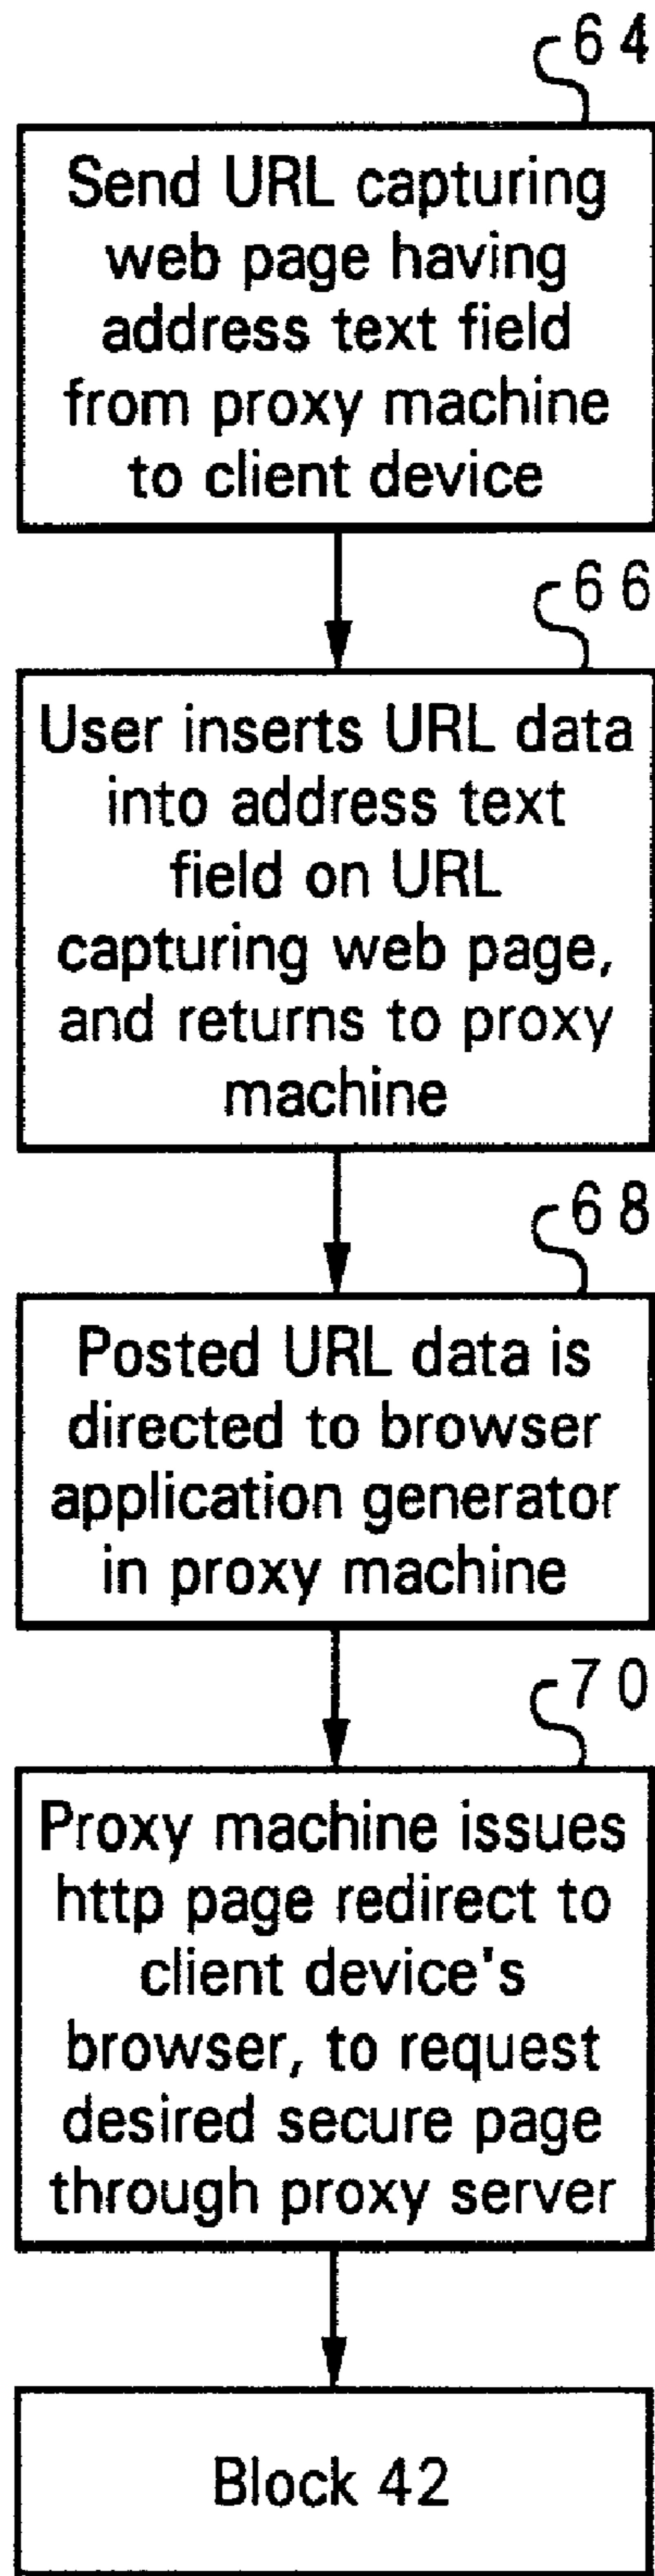 64
Send URL capturing
web page having
address text field
from proxy machine
to client device
66
User inserts URL data
into address text
field on URL
capturing web page,
and returns to proxy
machine
68
Posted URL data is
directed to browser
application generator
in proxy machine
70
Proxy machine issues
http page redirect to
client device's
browser, to request
desired secure page
through proxy server
Block 42